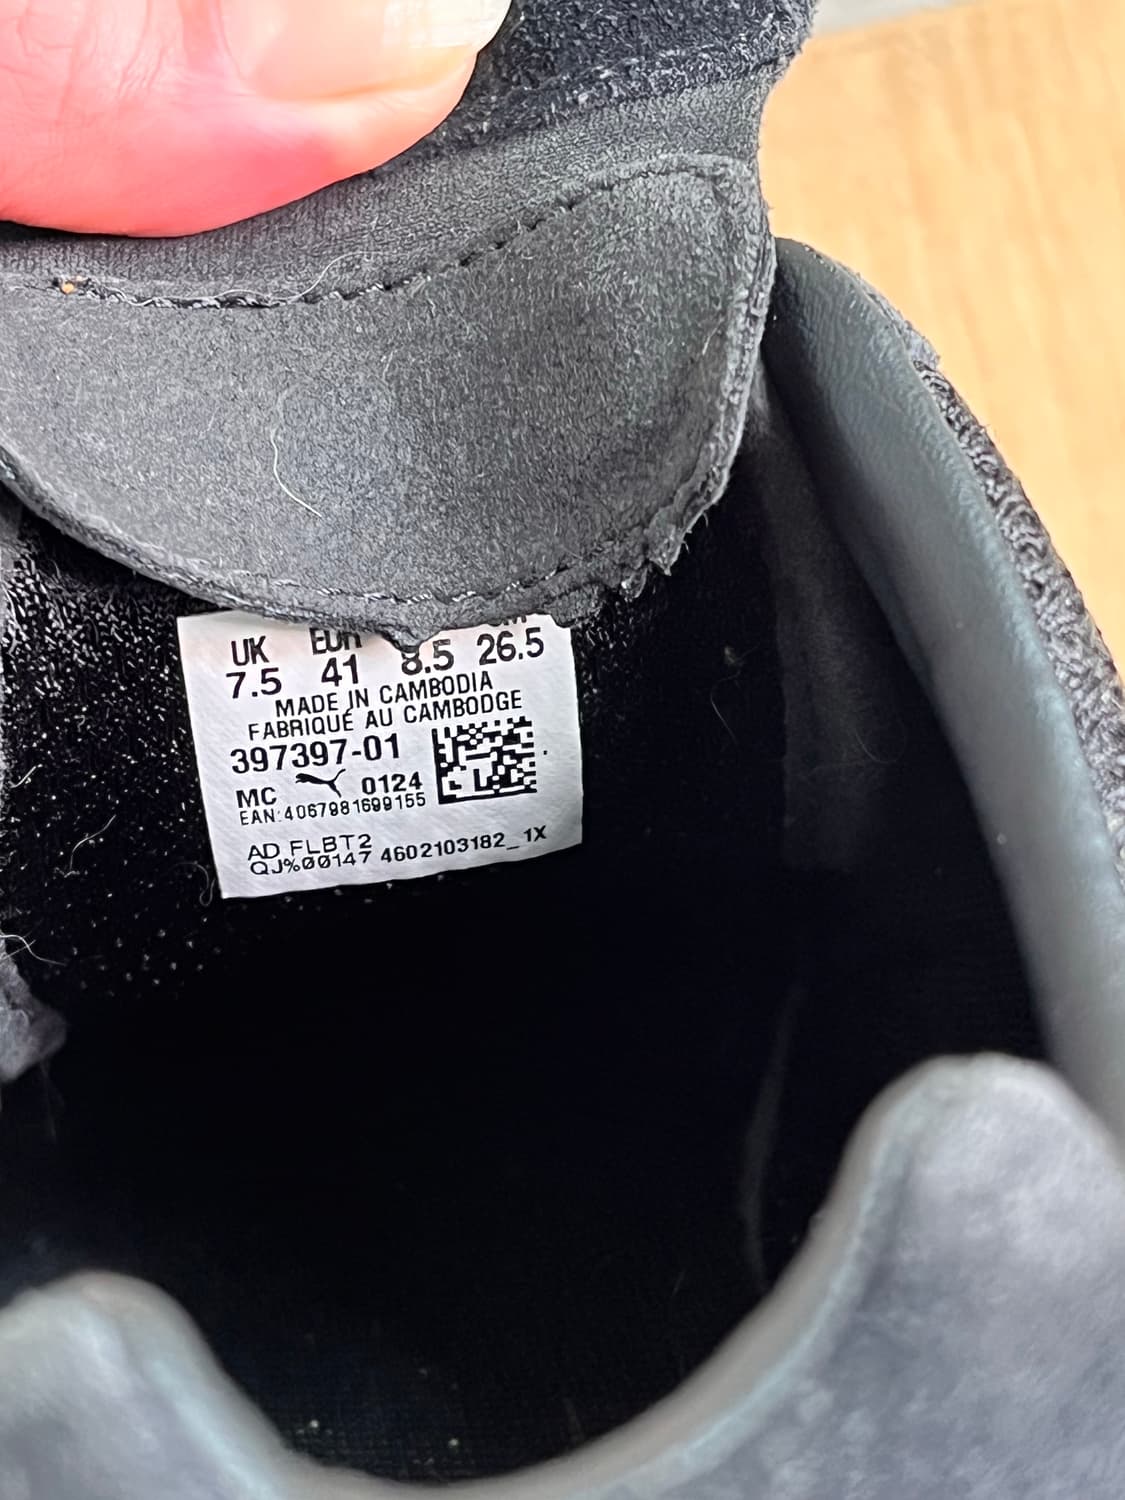 UK EUR
7.5 41 8.5 26.5
MADE IN CAMBODIA
FABRIQUÉ AU CAMBODGE
397397-01
MC 0124
EAN:4067981699155
AD FLBT2
QJ%00147 4602103182_1X